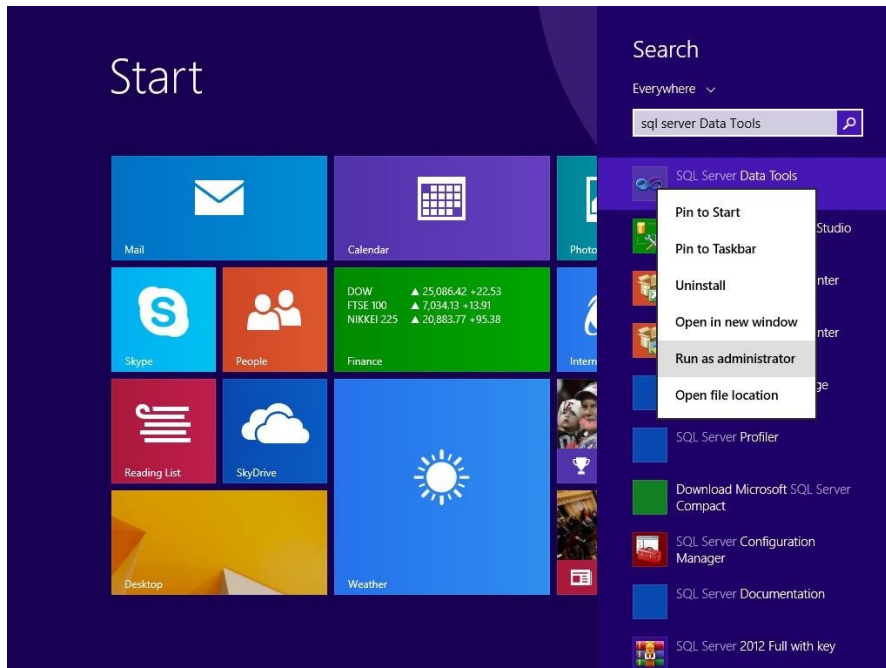 Start
Mail
Calendar
Photo
Skype
People
DOW ▲ 25,086.42 +22.53
FTSE 100 ▲ 7,034.13 +13.91
NIKKEI 225 ▲ 20,883.77 +95.38
Finance
Intern
Reading List
SkyDrive
Desktop
Weather
Search
Everywhere
sql server Data Tools
SQL Server Data Tools
Pin to Start
Studio
Pin to Taskbar
Uninstall
nter
Open in new window
nter
Run as administrator
ge
Open file location
SQL Server Profiler
Download Microsoft SQL Server
Compact
SQL Server Configuration
Manager
SQL Server Documentation
SQL Server 2012 Full with key